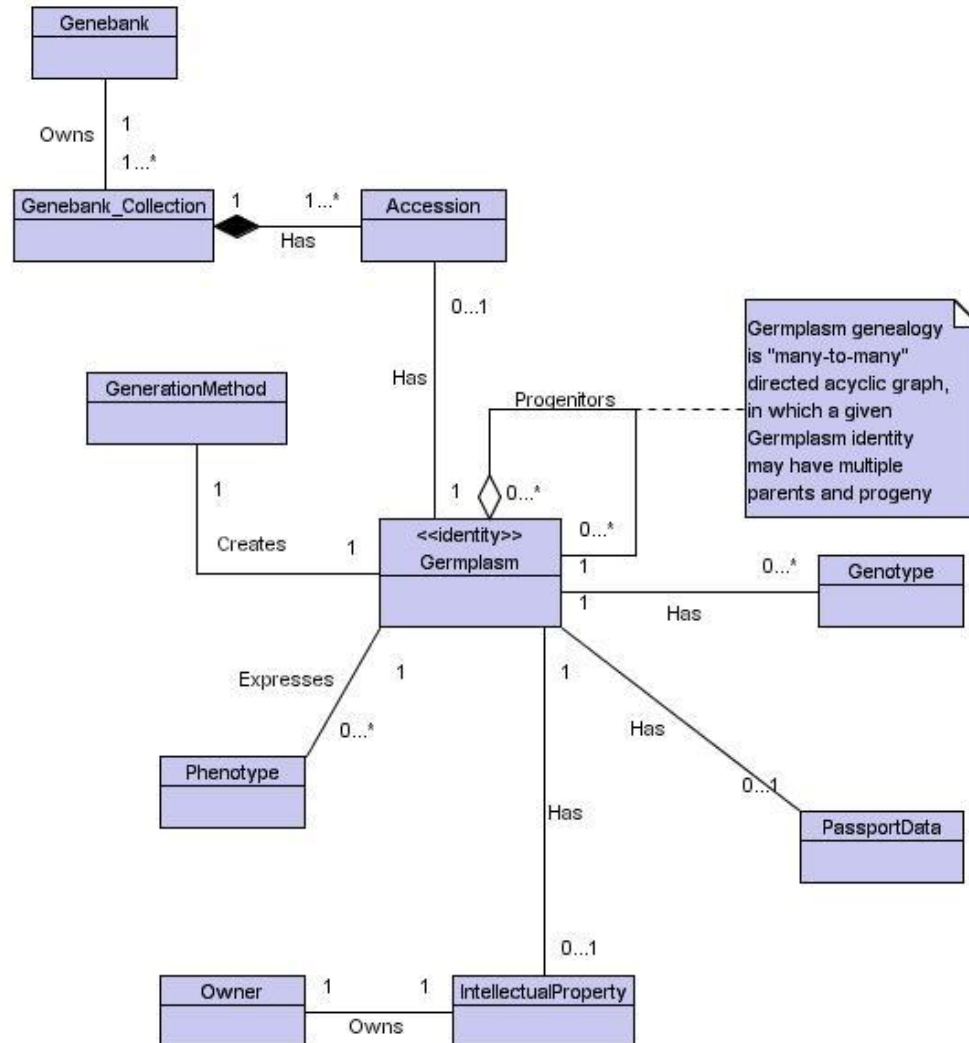 Genebank
Owns
1
1...*
Genebank_Collection
1
1...*
Has
Accession
0...1
Has
GenerationMethod
1
Creates
1
Progenitors
1
0...*
0...*
Germplasm genealogy
is "many-to-many"
directed acyclic graph,
in which a given
Germplasm identity
may have multiple
parents and progeny
<<identity>>
Germplasm
1
1
0...*
Has
Genotype
Expresses
1
0...*
Phenotype
1
Has
0...1
Has
0...1
PassportData
Owner
1
1
Owns
IntellectualProperty